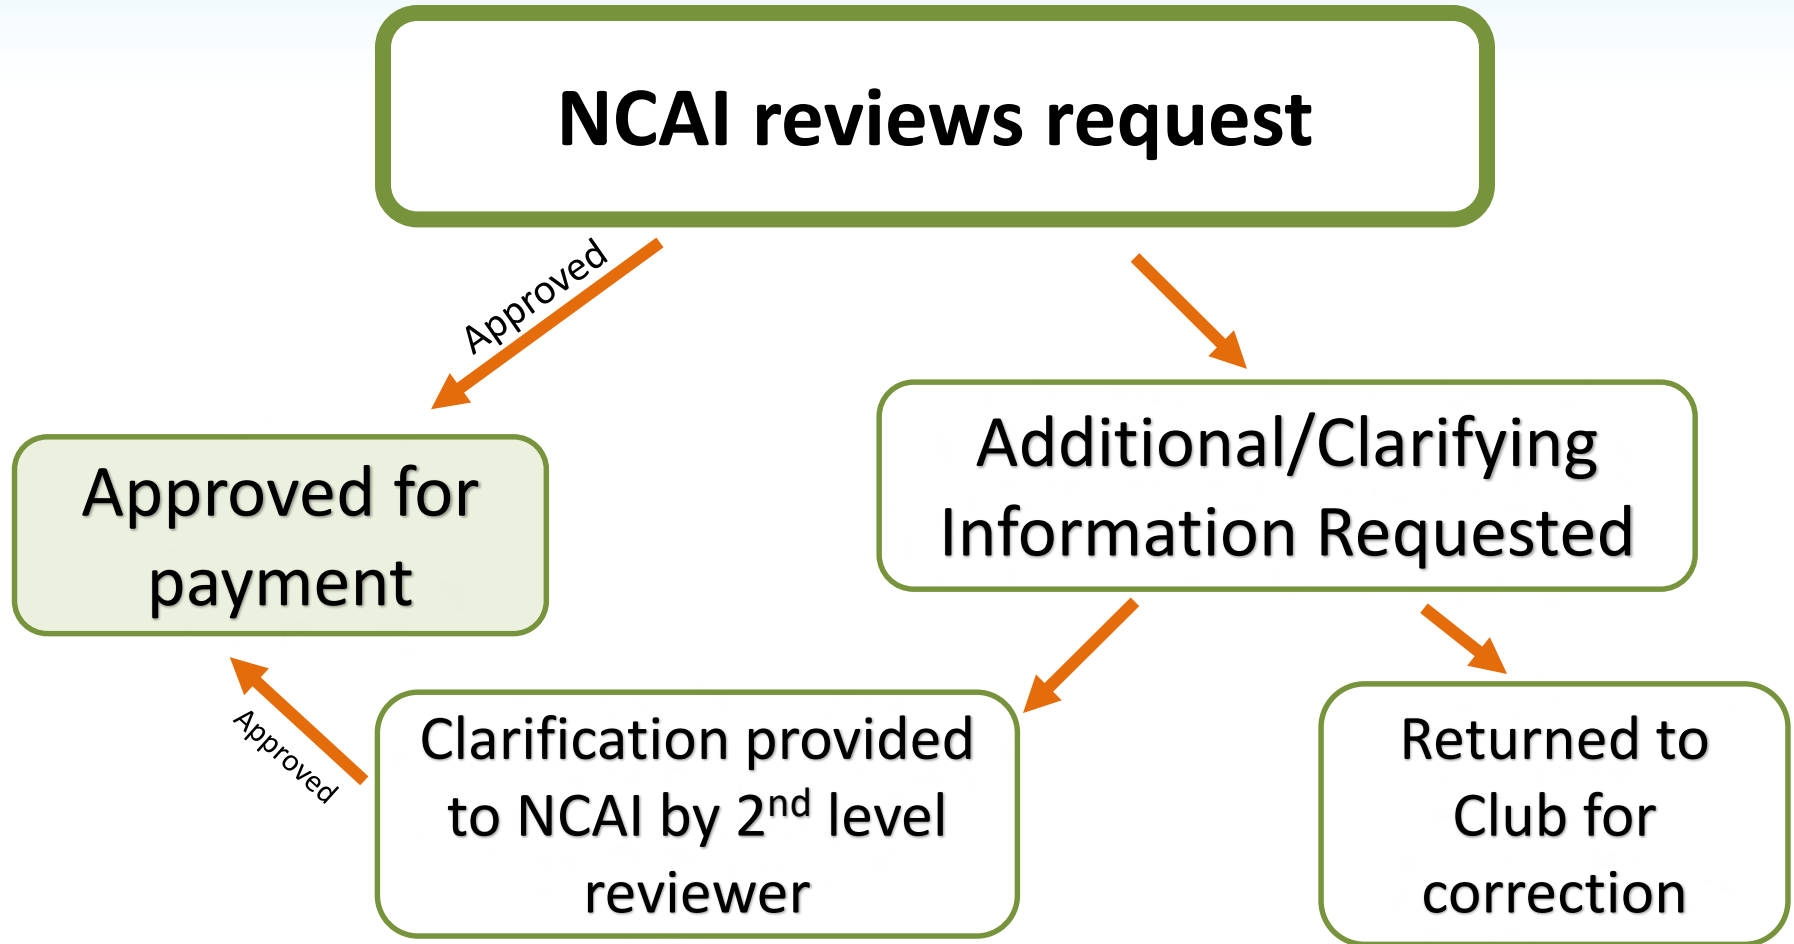 NCAI reviews request
Approved
Approved for
payment
Additional/Clarifying
Information Requested
Approved
Clarification provided
to NCAI by 2nd level
reviewer
Returned to
Club for
correction